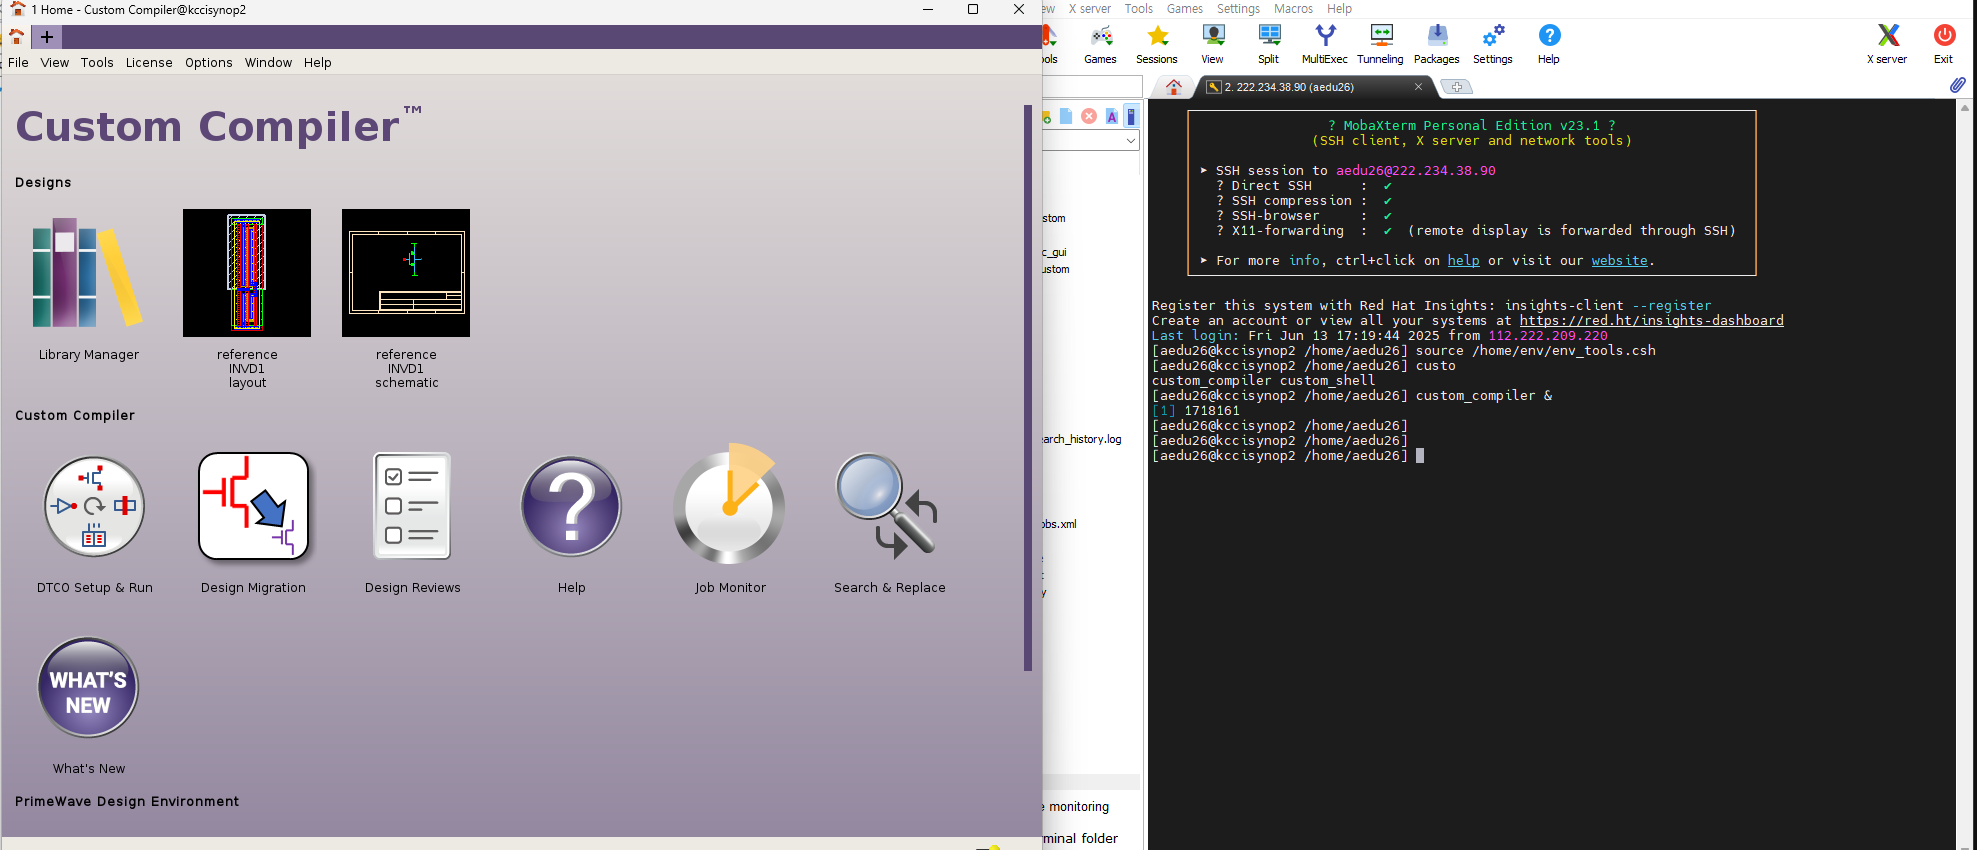 1 Home - Custom Compiler@kccisynop2
File View Tools License Options Window Help
Custom Compiler™
Designs
Library Manager
reference
INVD1
layout
reference
INVD1
schematic
Custom Compiler
DTCO Setup & Run
Design Migration
Design Reviews
Help
Job Monitor
Search & Replace
WHAT'S
NEW
What's New
PrimeWave Design Environment
ew X server Tools Games Settings Macros Help
ols Games Sessions View Split MultiExec Tunneling Packages Settings Help X server Exit
2. 222.234.38.90 (aedu26)
stom
c_gui
ustom
earch_history.log
obs.xml
e monitoring
minal folder
? MobaXterm Personal Edition v23.1 ?
(SSH client, X server and network tools)
➤ SSH session to aedu26@222.234.38.90
? Direct SSH : ✔
? SSH compression : ✔
? SSH-browser : ✔
? X11-forwarding : ✔ (remote display is forwarded through SSH)
➤ For more info, ctrl+click on help or visit our website.
Register this system with Red Hat Insights: insights-client --register
Create an account or view all your systems at https://red.ht/insights-dashboard
Last login: Fri Jun 13 17:19:44 2025 from 112.222.209.220
[aedu26@kccisynop2 /home/aedu26] source /home/env/env_tools.csh
[aedu26@kccisynop2 /home/aedu26] custo
custom_compiler custom_shell
[aedu26@kccisynop2 /home/aedu26] custom_compiler &
[1] 1718161
[aedu26@kccisynop2 /home/aedu26]
[aedu26@kccisynop2 /home/aedu26]
[aedu26@kccisynop2 /home/aedu26]